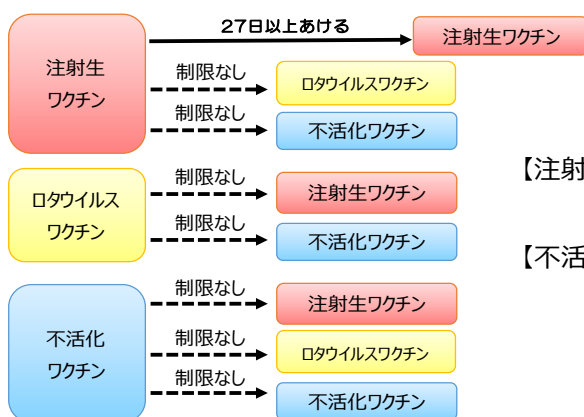 27日以上あける
注射生
ワクチン
注射生ワクチン
制限なし
ロタウイルスワクチン
制限なし
不活化ワクチン
ロタウイルス
ワクチン
制限なし
注射生ワクチン
制限なし
不活化ワクチン
不活化
ワクチン
制限なし
注射生ワクチン
制限なし
ロタウイルスワクチン
制限なし
不活化ワクチン
【注射
【不活